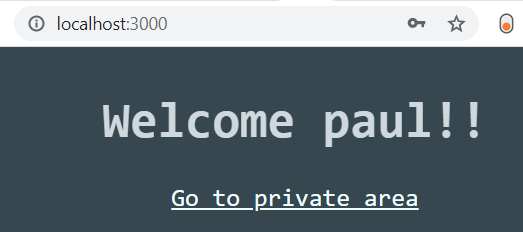 localhost:3000
Welcome paul!!
Go to private area